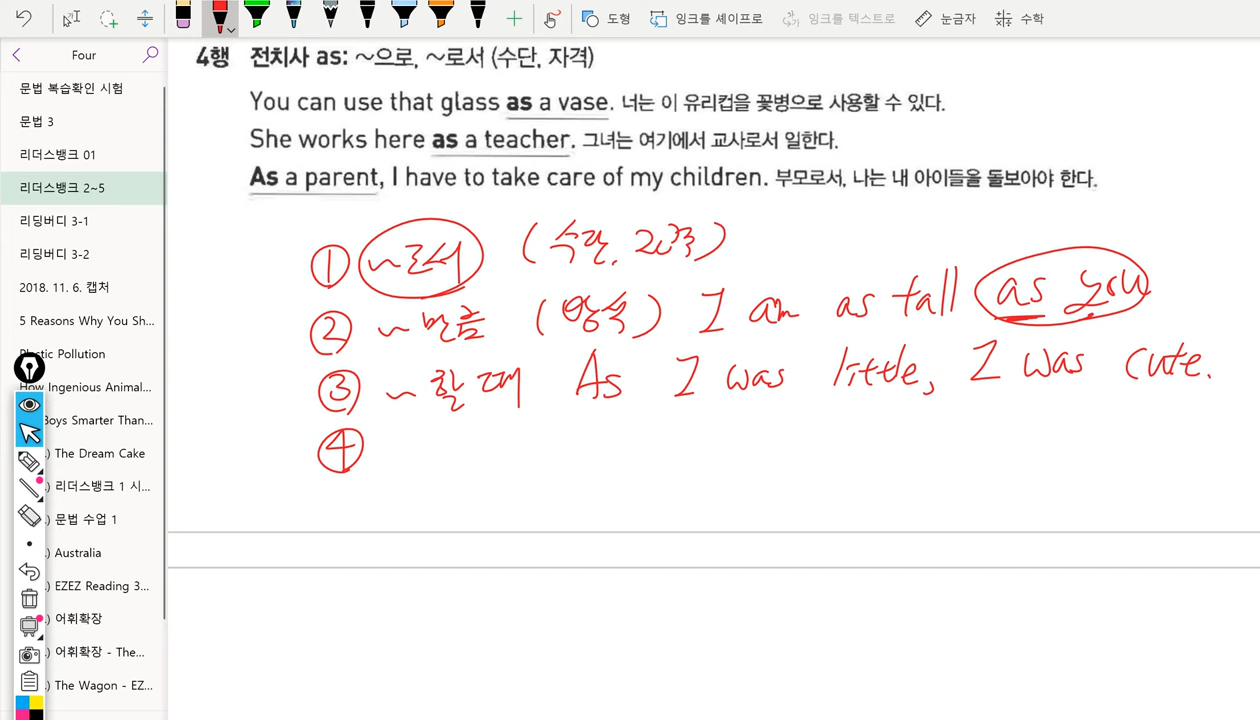 도형
잉크를 셰이프로
잉크를 텍스트로
눈금자
수학
Four
문법 복습확인 시험
문법 3
리더스뱅크 01
리더스뱅크 2~5
리딩버디 3-1
리딩버디 3-2
2018. 11. 6. 캡처
5 Reasons Why You Sh...
Plastic Pollution
How Ingenious Animal...
Boys Smarter Than...
) The Dream Cake
) 리더스뱅크 1 시...
) 문법 수업 1
) Australia
) EZEZ Reading 3...
) 어휘확장
) 어휘확장 - The...
) The Wagon - EZ...
4행 전치사 as: ~으로, ~로서 (수단, 자격)
You can use that glass as a vase. 너는 이 유리컵을 꽃병으로 사용할 수 있다.
She works here as a teacher. 그녀는 여기에서 교사로서 일한다.
As a parent, I have to take care of my children. 부모로서, 나는 내 아이들을 돌보아야 한다.
① ~로서 (수단,
② ~만큼 I am as tall as you
③ ~할 때 As I was little, I was cute.
④